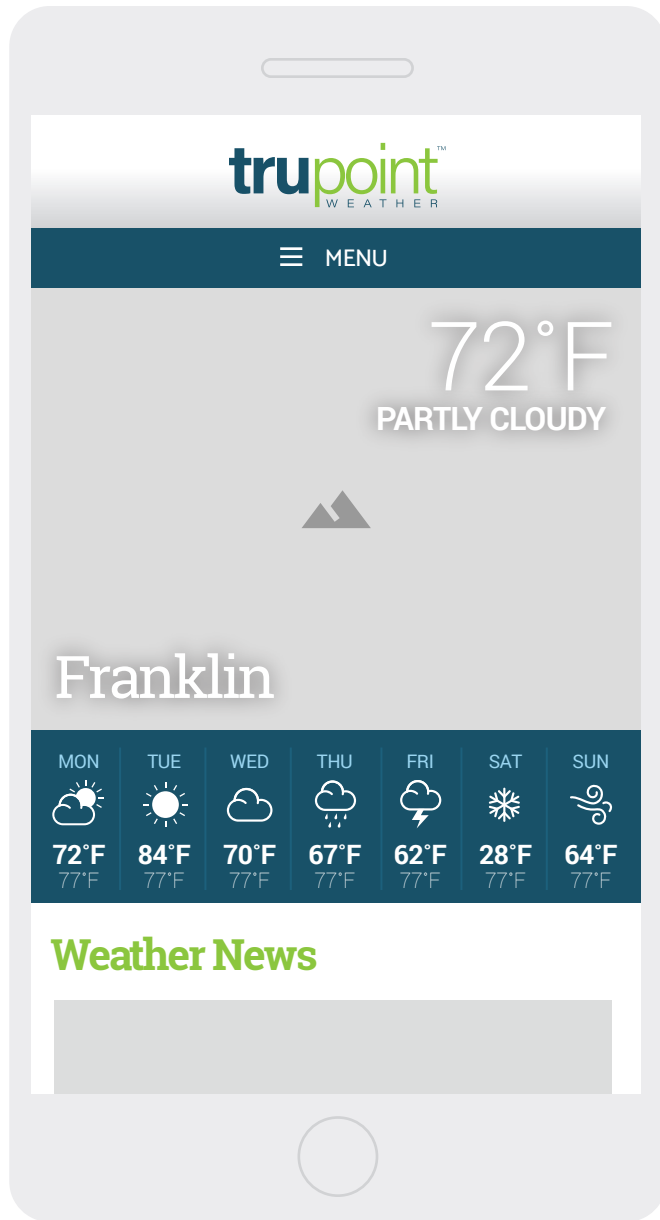 trupoint™
WEATHER
MENU
72°F
PARTLY CLOUDY
Franklin
MON TUE WED THU FRI SAT SUN
72°F 84°F 70°F 67°F 62°F 28°F 64°F
77°F 77°F 77°F 77°F 77°F 77°F 77°F
Weather News